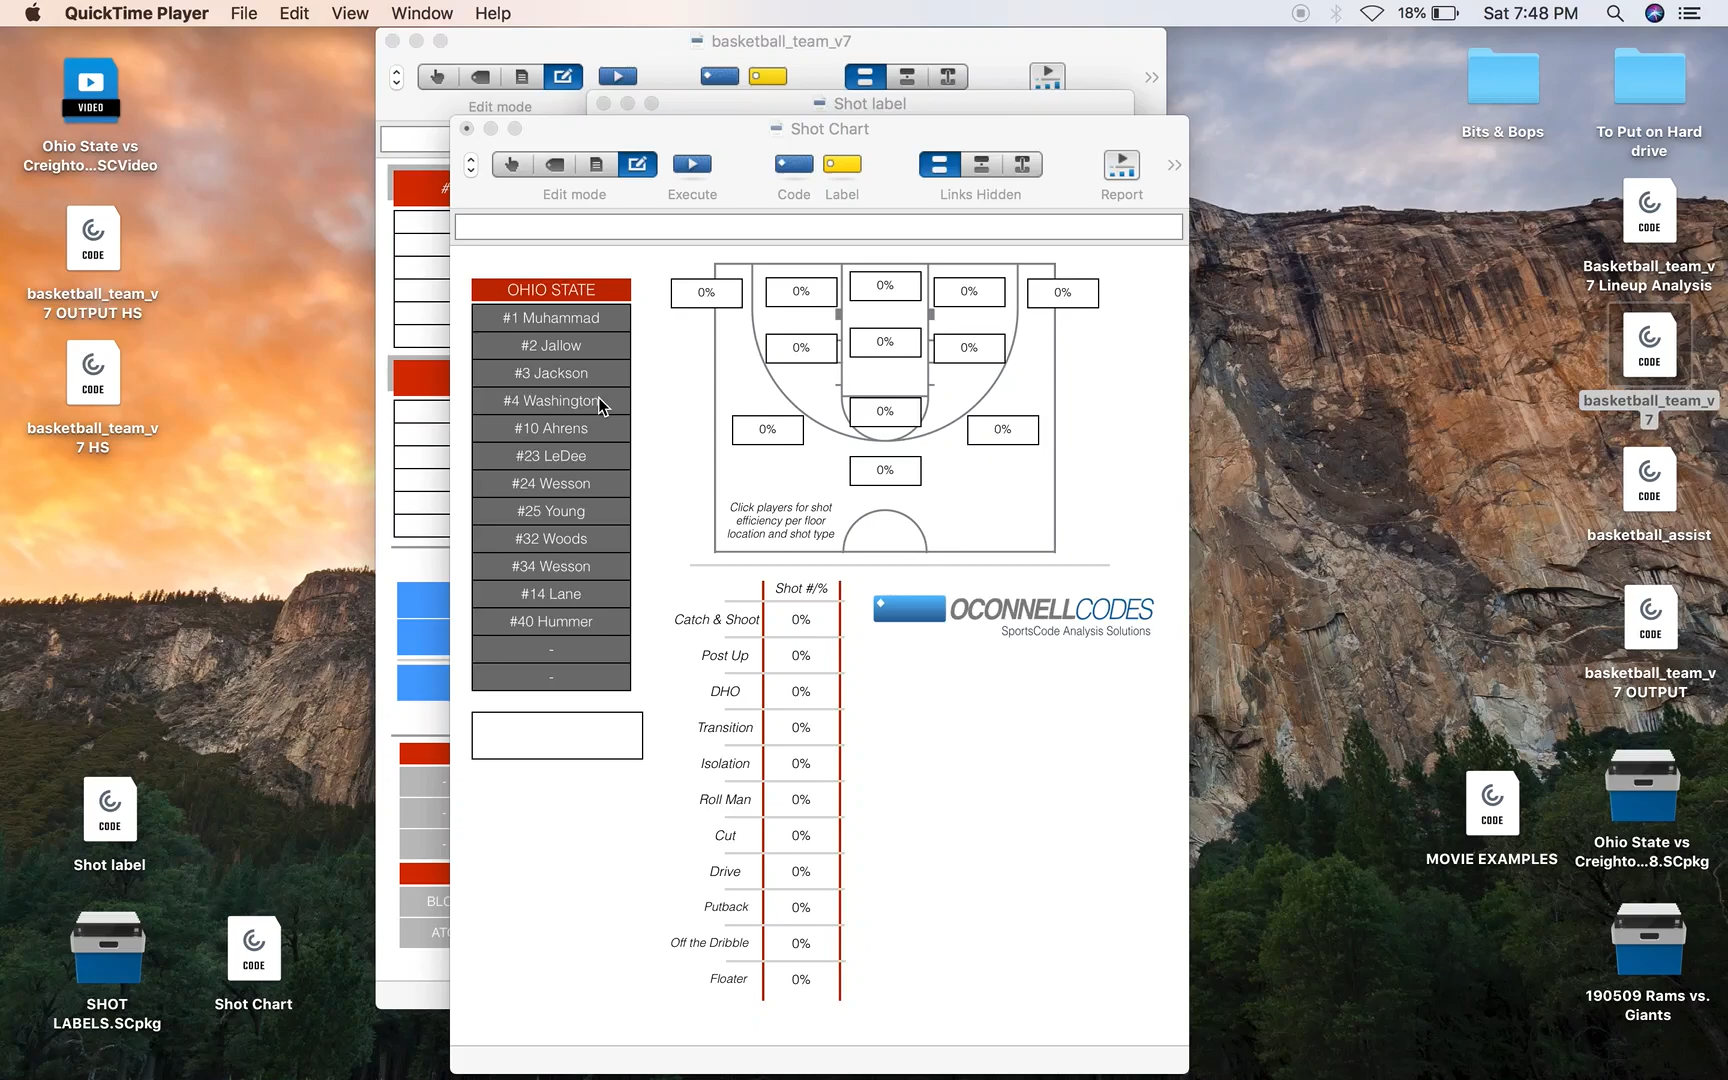 QuickTime Player File Edit View Window Help
18% Sat 7:48 PM
VIDEO
Ohio State vs
Creighto...SCVideo
CODE
basketball_team_v
7 OUTPUT HS
CODE
basketball_team_v
7 HS
CODE
Shot label
SHOT
LABELS.SCpkg
CODE
Shot Chart
basketball_team_v7
Edit mode
#
BLO
Shot label
Shot Chart
Edit mode Execute Code Label Links Hidden Report
OHIO STATE
#1 Muhammad
#2 Jallow
#3 Jackson
#4 Washington
#10 Ahrens
#23 LeDee
#24 Wesson
#25 Young
#32 Woods
#34 Wesson
#14 Lane
#40 Hummer
-
-
0% 0% 0% 0% 0%
0% 0% 0%
0%
0% 0%
0%
Click players for shot
efficiency per floor
location and shot type
Shot #/%
Catch & Shoot 0%
Post Up 0%
DHO 0%
Transition 0%
Isolation 0%
Roll Man 0%
Cut 0%
Drive 0%
Putback 0%
Off the Dribble 0%
Floater 0%
OCONNELLCODES
SportsCode Analysis Solutions
Bits & Bops
To Put on Hard
drive
CODE
Basketball_team_v
7 Lineup Analysis
CODE
basketball_team_v
7
CODE
basketball_assist
CODE
basketball_team_v
7 OUTPUT
CODE
MOVIE EXAMPLES
Ohio State vs
Creighto...8.SCpkg
190509 Rams vs.
Giants